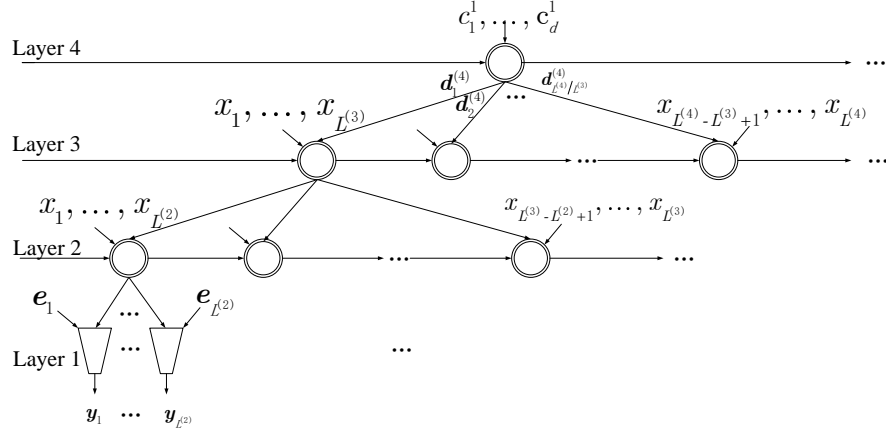 c_1^1, ..., c_d^1
Layer 4 ...
d_1^{(4)} d_2^{(4)} ... d_{L^{(4)}/L^{(3)}}^{(4)}
x_1, ..., x_{L^{(3)}} x_{L^{(4)}-L^{(3)}+1}, ..., x_{L^{(4)}}
Layer 3 ... ...
x_1, ..., x_{L^{(2)}} x_{L^{(3)}-L^{(2)}+1}, ..., x_{L^{(3)}}
Layer 2 ... ...
e_1 ... e_{L^{(2)}}
Layer 1 ... ...
y_1 ... y_{L^{(2)}}